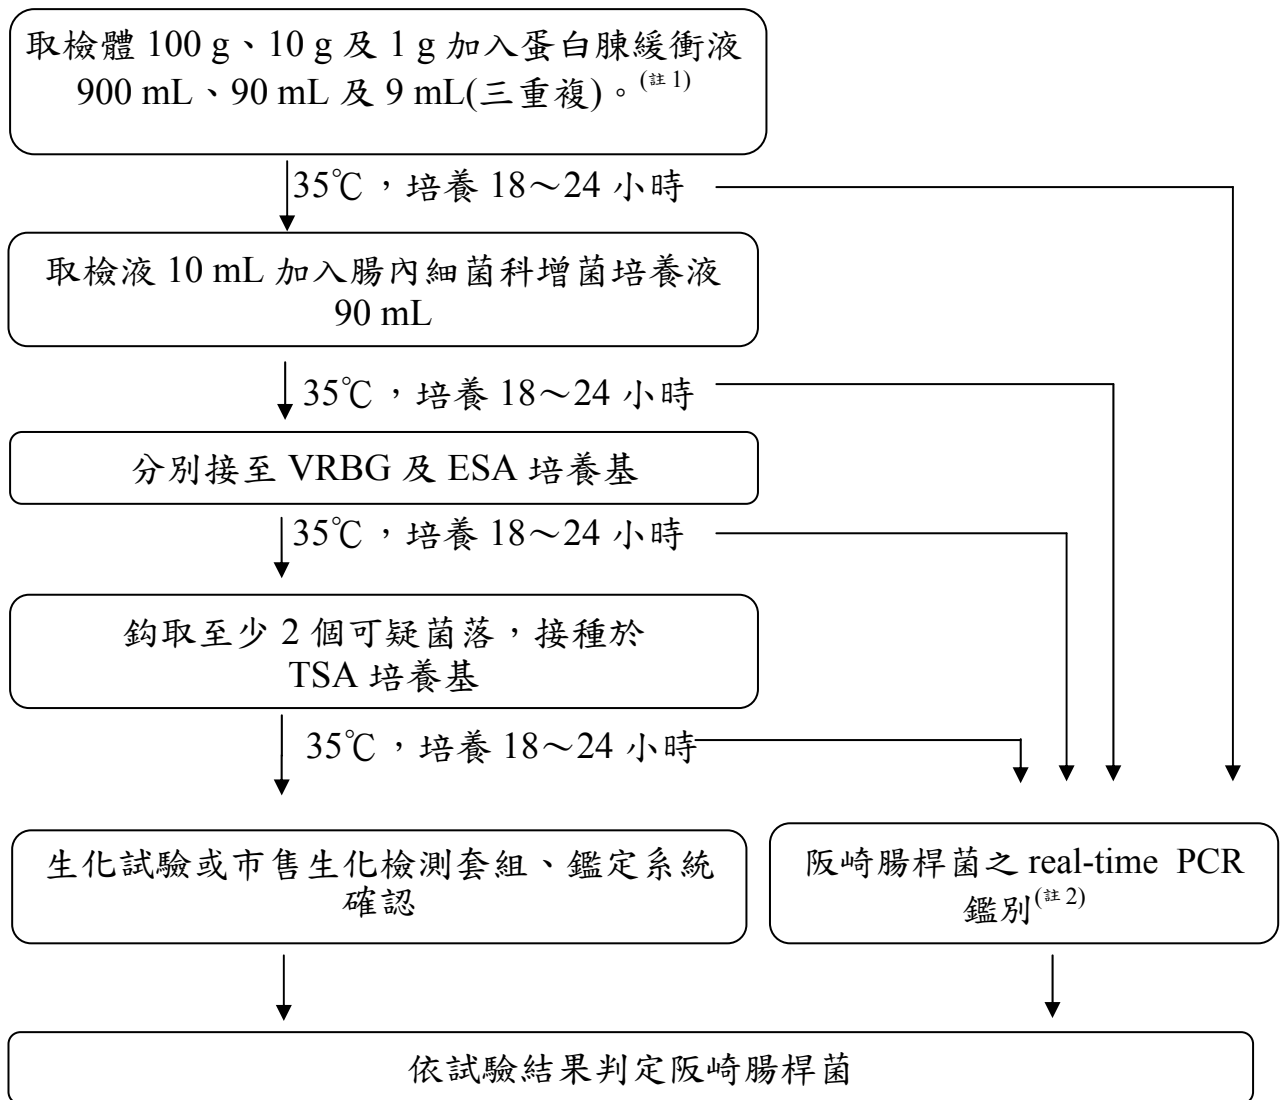 取檢體 100 g、10 g 及 1 g 加入蛋白腖緩衝液
900 mL、90 mL 及 9 mL(三重複)。(註 1)
35℃，培養 18～24 小時
取檢液 10 mL 加入腸內細菌科增菌培養液
90 mL
35℃，培養 18～24 小時
分別接至 VRBG 及 ESA 培養基
35℃，培養 18～24 小時
鈎取至少 2 個可疑菌落，接種於
TSA 培養基
35℃，培養 18～24 小時
生化試驗或市售生化檢測套組、鑑定系統
確認
阪崎腸桿菌之 real-time PCR
鑑別(註 2)
依試驗結果判定阪崎腸桿菌